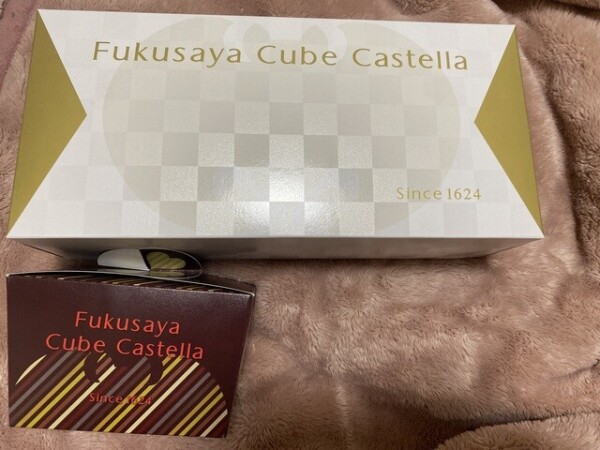 Fukusaya Cube Castella
Since 1624
Fukusaya
Cube Castella
Since 1624